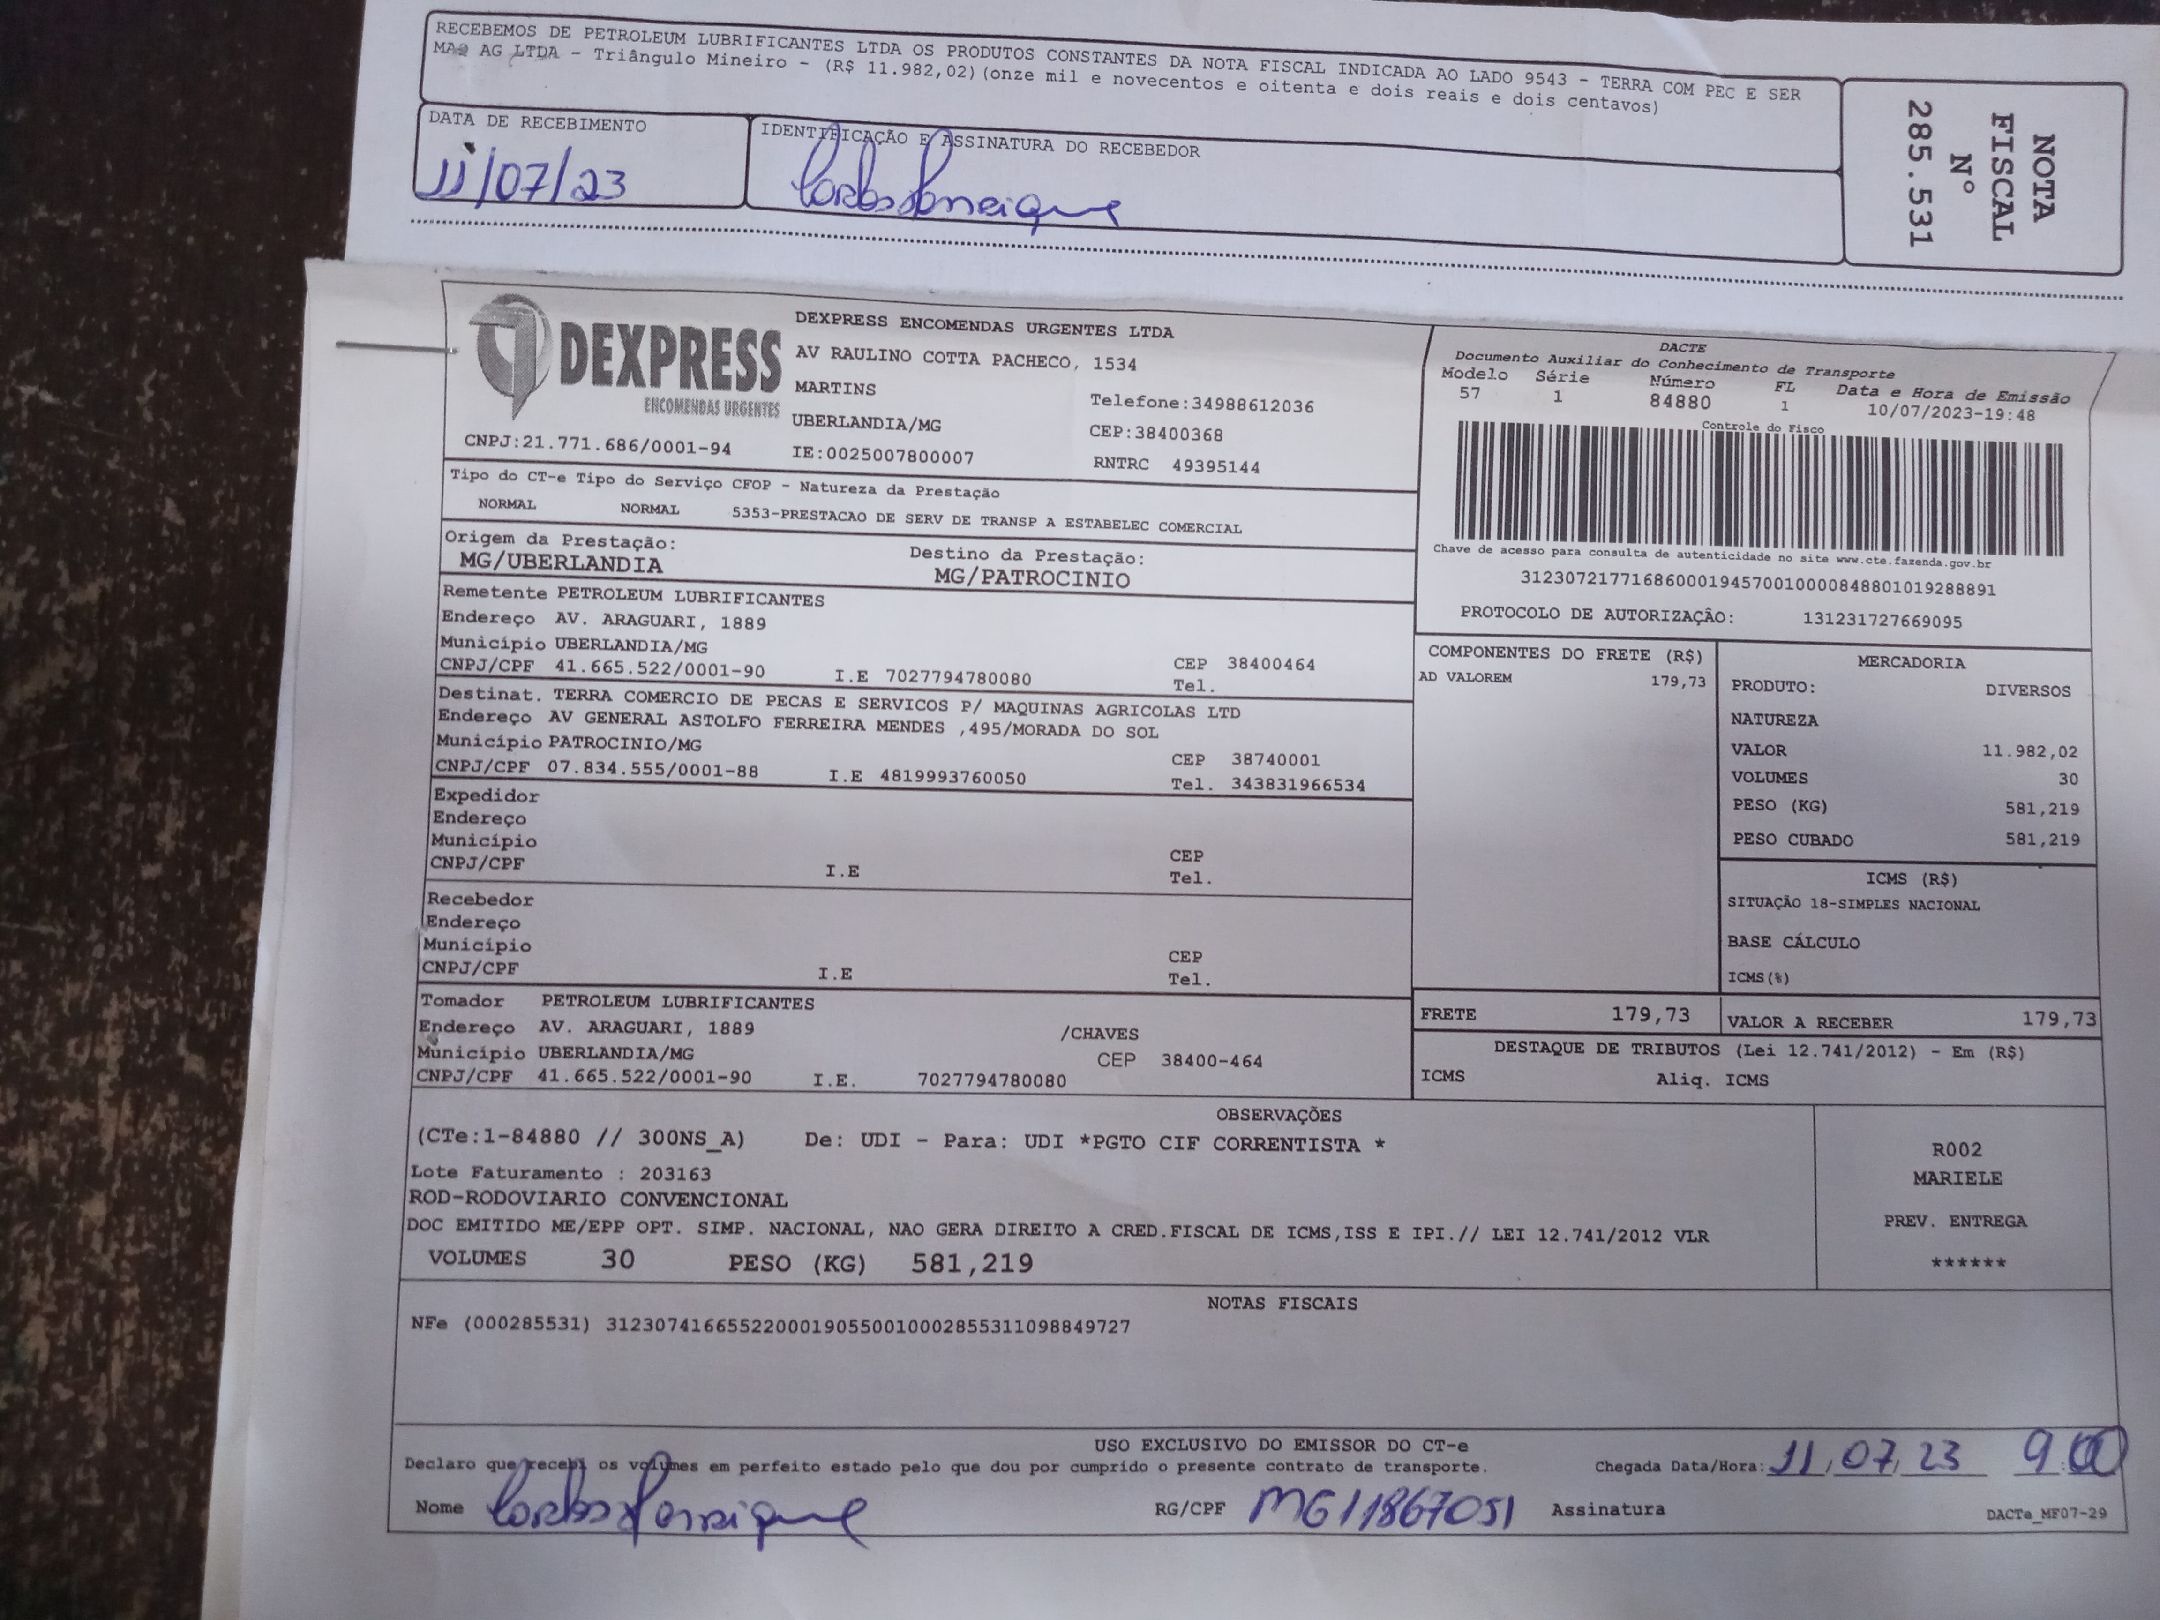 RECEBEMOS DE PETROLEUM LUBRIFICANTES LTDA OS PRODUTOS CONSTANTES DA NOTA FISCAL INDICADA AO LADO 9543 - TERRA COM PEC E SER
MAQ AG LTDA - Triângulo Mineiro - (R$ 11.982,02)(onze mil e novecentos e oitenta e dois reais e dois centavos)
DATA DE RECEBIMENTO
11/07/23
IDENTIFICAÇÃO E ASSINATURA DO RECEBEDOR
NOTA
FISCAL
Nº
285.531
DEXPRESS
ENCOMENDAS URGENTES
CNPJ:21.771.686/0001-94
DEXPRESS ENCOMENDAS URGENTES LTDA
AV RAULINO COTTA PACHECO, 1534
MARTINS
Telefone:34988612036
UBERLANDIA/MG
CEP:38400368
IE:0025007800007
RNTRC 49395144
DACTE
Documento Auxiliar do Conhecimento de Transporte
Modelo Série Número FL Data e Hora de Emissão
57 1 84880 1 10/07/2023-19:48
Controle do Fisco
Chave de acesso para consulta de autenticidade no site www.cte.fazenda.gov.br
31230721771686000194570010000848801019288891
PROTOCOLO DE AUTORIZAÇÂO: 131231727669095
Tipo do CT-e Tipo do Serviço CFOP - Natureza da Prestação
NORMAL NORMAL 5353-PRESTACAO DE SERV DE TRANSP A ESTABELEC COMERCIAL
Origem da Prestação: Destino da Prestação:
MG/UBERLANDIA MG/PATROCINIO
Remetente PETROLEUM LUBRIFICANTES
Endereço AV. ARAGUARI, 1889
Município UBERLANDIA/MG CEP 38400464
CNPJ/CPF 41.665.522/0001-90 I.E 7027794780080 Tel.
Destinat. TERRA COMERCIO DE PECAS E SERVICOS P/ MAQUINAS AGRICOLAS LTD
Endereço AV GENERAL ASTOLFO FERREIRA MENDES ,495/MORADA DO SOL
Município PATROCINIO/MG CEP 38740001
CNPJ/CPF 07.834.555/0001-88 I.E 4819993760050 Tel. 343831966534
Expedidor
Endereço
Município CEP
CNPJ/CPF I.E Tel.
Recebedor
Endereço
Município CEP
CNPJ/CPF I.E Tel.
Tomador PETROLEUM LUBRIFICANTES
Endereço AV. ARAGUARI, 1889 /CHAVES
Município UBERLANDIA/MG CEP 38400-464
CNPJ/CPF 41.665.522/0001-90 I.E. 7027794780080
COMPONENTES DO FRETE (R$)
AD VALOREM 179,73
MERCADORIA
PRODUTO: DIVERSOS
NATUREZA
VALOR 11.982,02
VOLUMES 30
PESO (KG) 581,219
PESO CUBADO 581,219
ICMS (R$)
SITUAÇÃO 18-SIMPLES NACIONAL
BASE CÁLCULO
ICMS(%)
FRETE 179,73 VALOR A RECEBER 179,73
DESTAQUE DE TRIBUTOS (Lei 12.741/2012) - Em (R$)
ICMS Aliq. ICMS
OBSERVAÇÕES
(CTe:1-84880 // 300NS_A) De: UDI - Para: UDI *PGTO CIF CORRENTISTA *
Lote Faturamento : 203163
ROD-RODOVIARIO CONVENCIONAL
DOC EMITIDO ME/EPP OPT. SIMP. NACIONAL, NAO GERA DIREITO A CRED.FISCAL DE ICMS,ISS E IPI.// LEI 12.741/2012 VLR
VOLUMES 30 PESO (KG) 581,219
R002
MARIELE
PREV. ENTREGA
******
NOTAS FISCAIS
NFe (000285531) 31230741665522000190550010002855311098849727
USO EXCLUSIVO DO EMISSOR DO CT-e
Declaro que recebi os volumes em perfeito estado pelo que dou por cumprido o presente contrato de transporte. Chegada Data/Hora: 11/07/23 9:00
Nome RG/CPF MG11867051 Assinatura
DACTe_MF07-29